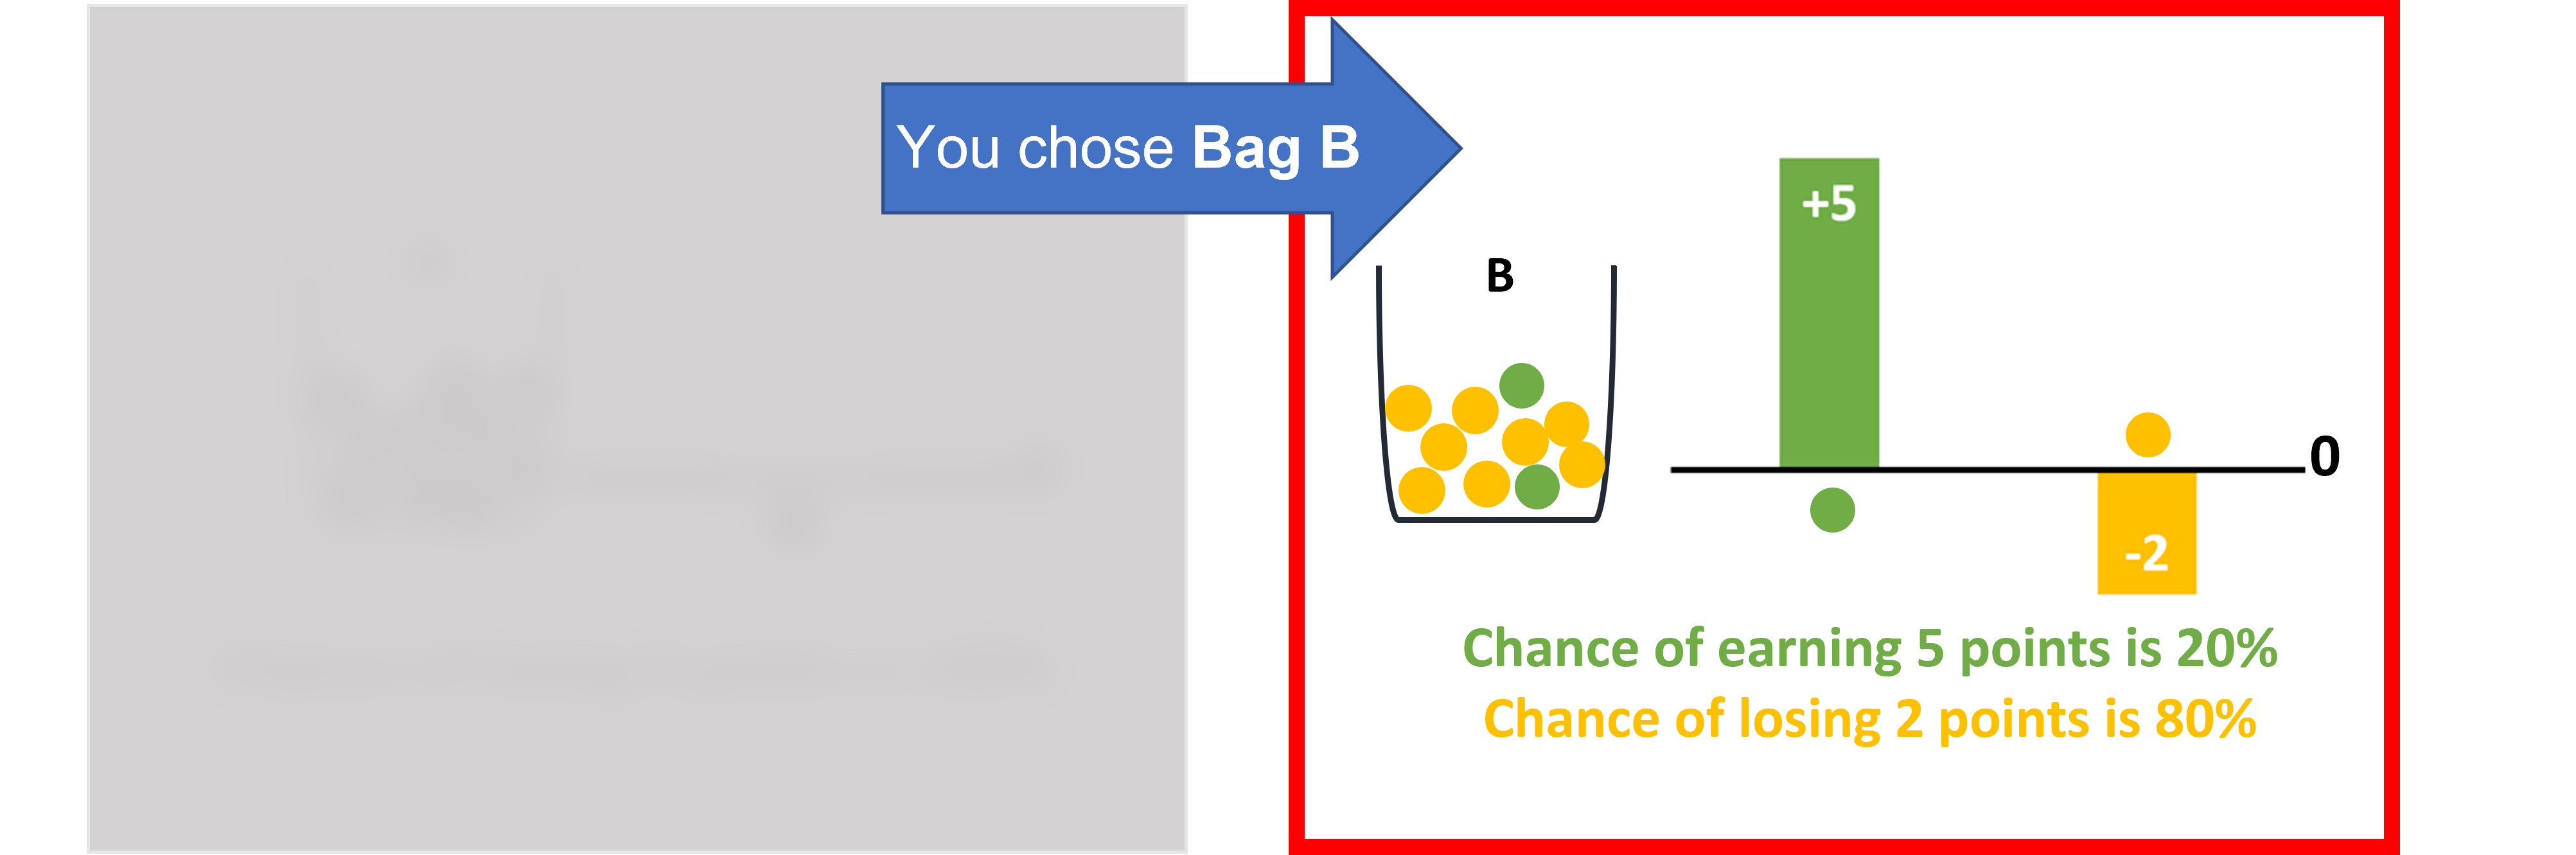 You chose Bag B
B
+5
0
-2
Chance of earning 5 points is 20%
Chance of losing 2 points is 80%